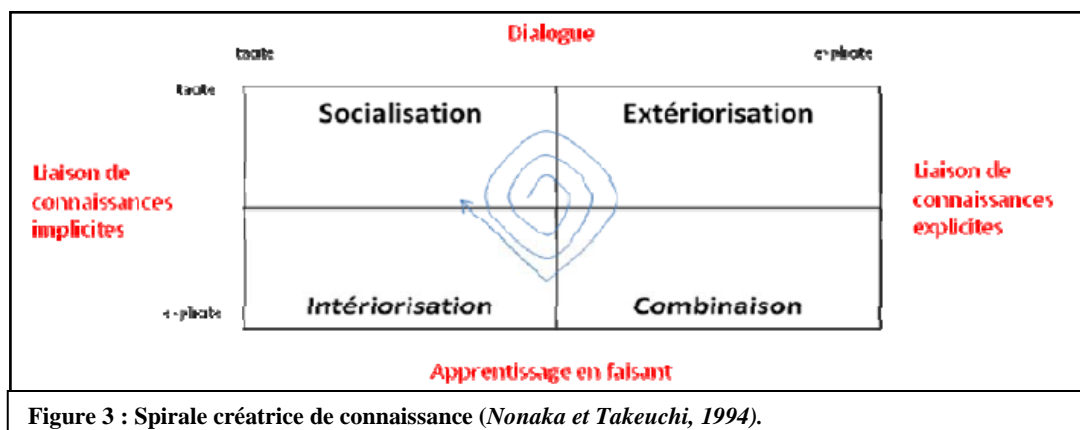 Dialogue
tacite
explicite
tacite
Socialisation
Extériorisation
Liaison de
connaissances
implicites
Liaison de
connaissances
explicites
explicite
Intériorisation
Combinaison
Apprentissage en faisant
Figure 3 : Spirale créatrice de connaissance (Nonaka et Takeuchi, 1994).